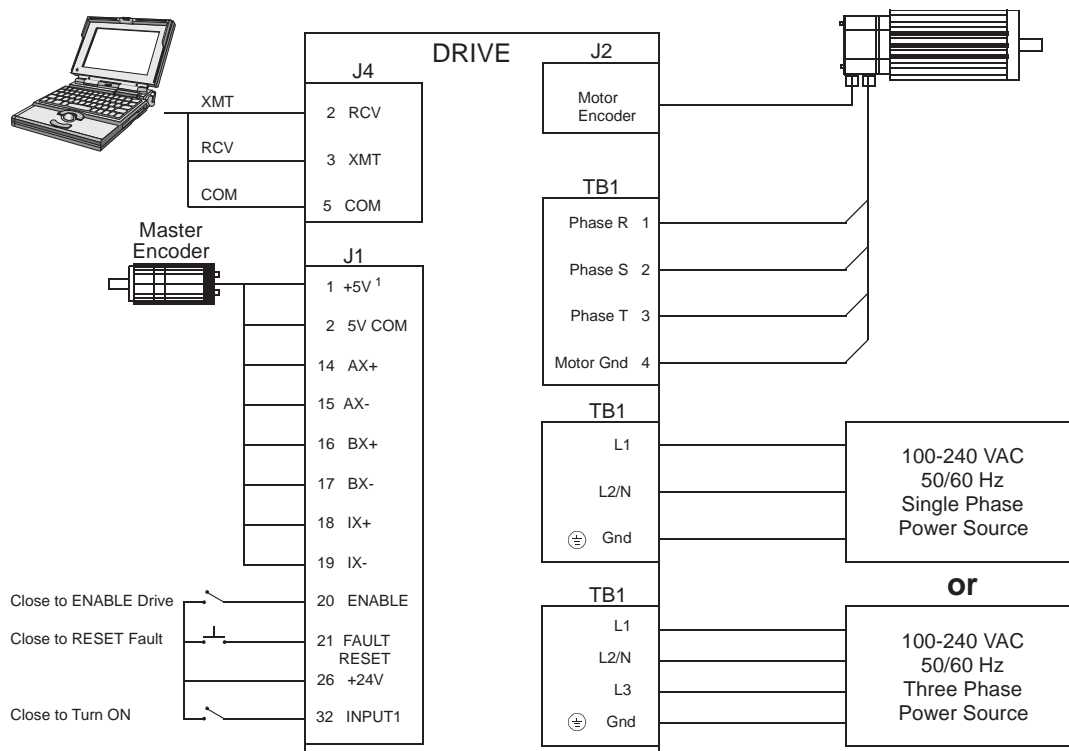 DRIVE
J4
XMT
2 RCV
RCV
3 XMT
COM
5 COM
Master
Encoder
J1
1 +5V 1
2 5V COM
14 AX+
15 AX-
16 BX+
17 BX-
18 IX+
19 IX-
Close to ENABLE Drive
20 ENABLE
Close to RESET Fault
21 FAULT
RESET
26 +24V
Close to Turn ON
32 INPUT1
J2
Motor
Encoder
TB1
Phase R 1
Phase S 2
Phase T 3
Motor Gnd 4
TB1
L1
L2/N
Gnd
100-240 VAC
50/60 Hz
Single Phase
Power Source
or
TB1
L1
L2/N
L3
Gnd
100-240 VAC
50/60 Hz
Three Phase
Power Source